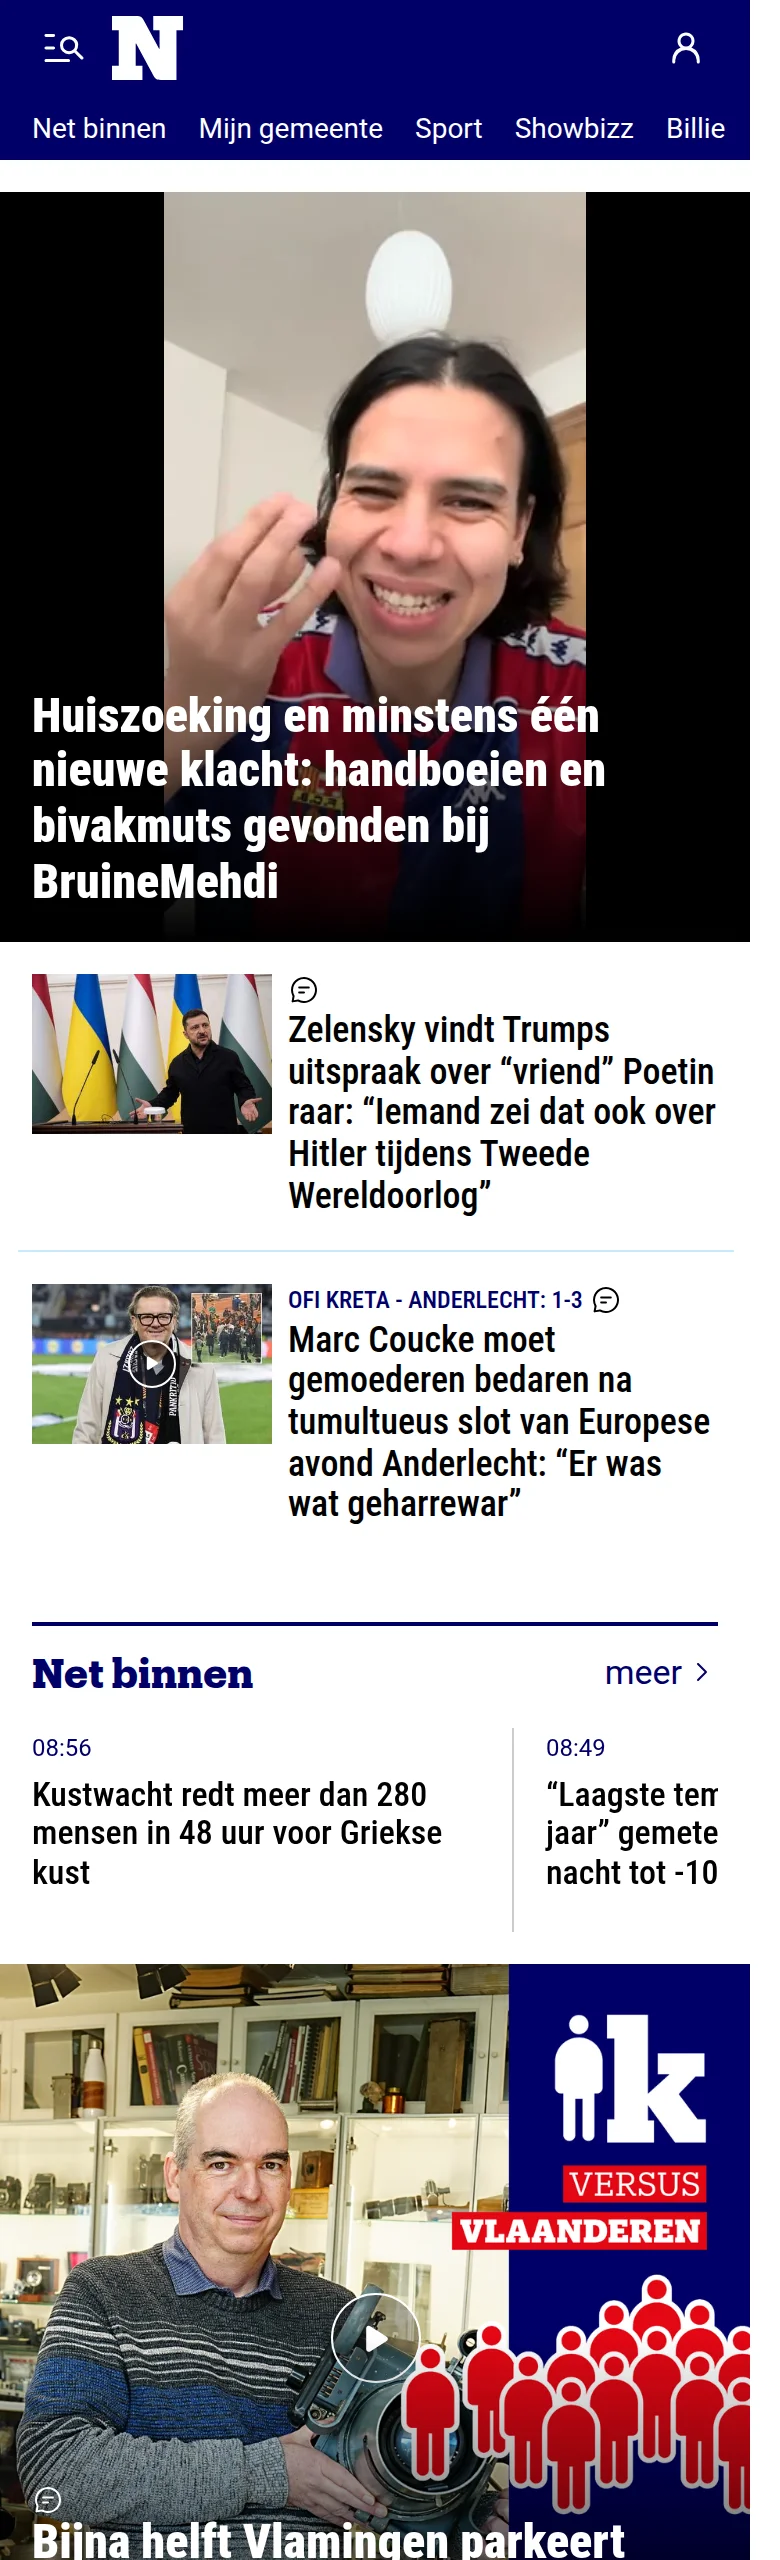 N
Net binnen Mijn gemeente Sport Showbizz Billie
Huiszoeking en minstens één
nieuwe klacht: handboeien en
bivakmuts gevonden bij
BruineMehdi
Zelensky vindt Trumps
uitspraak over “vriend” Poetin
raar: “Iemand zei dat ook over
Hitler tijdens Tweede
Wereldoorlog”
OFI KRETA - ANDERLECHT: 1-3
Marc Coucke moet
gemoederen bedaren na
tumultueus slot van Europese
avond Anderlecht: “Er was
wat geharrewar”
Net binnen
meer
08:56
Kustwacht redt meer dan 280
mensen in 48 uur voor Griekse
kust
08:49
“Laagste tem
jaar” gemete
nacht tot -10
ik
VERSUS
VLAANDEREN
Bijna helft Vlamingen parkeert